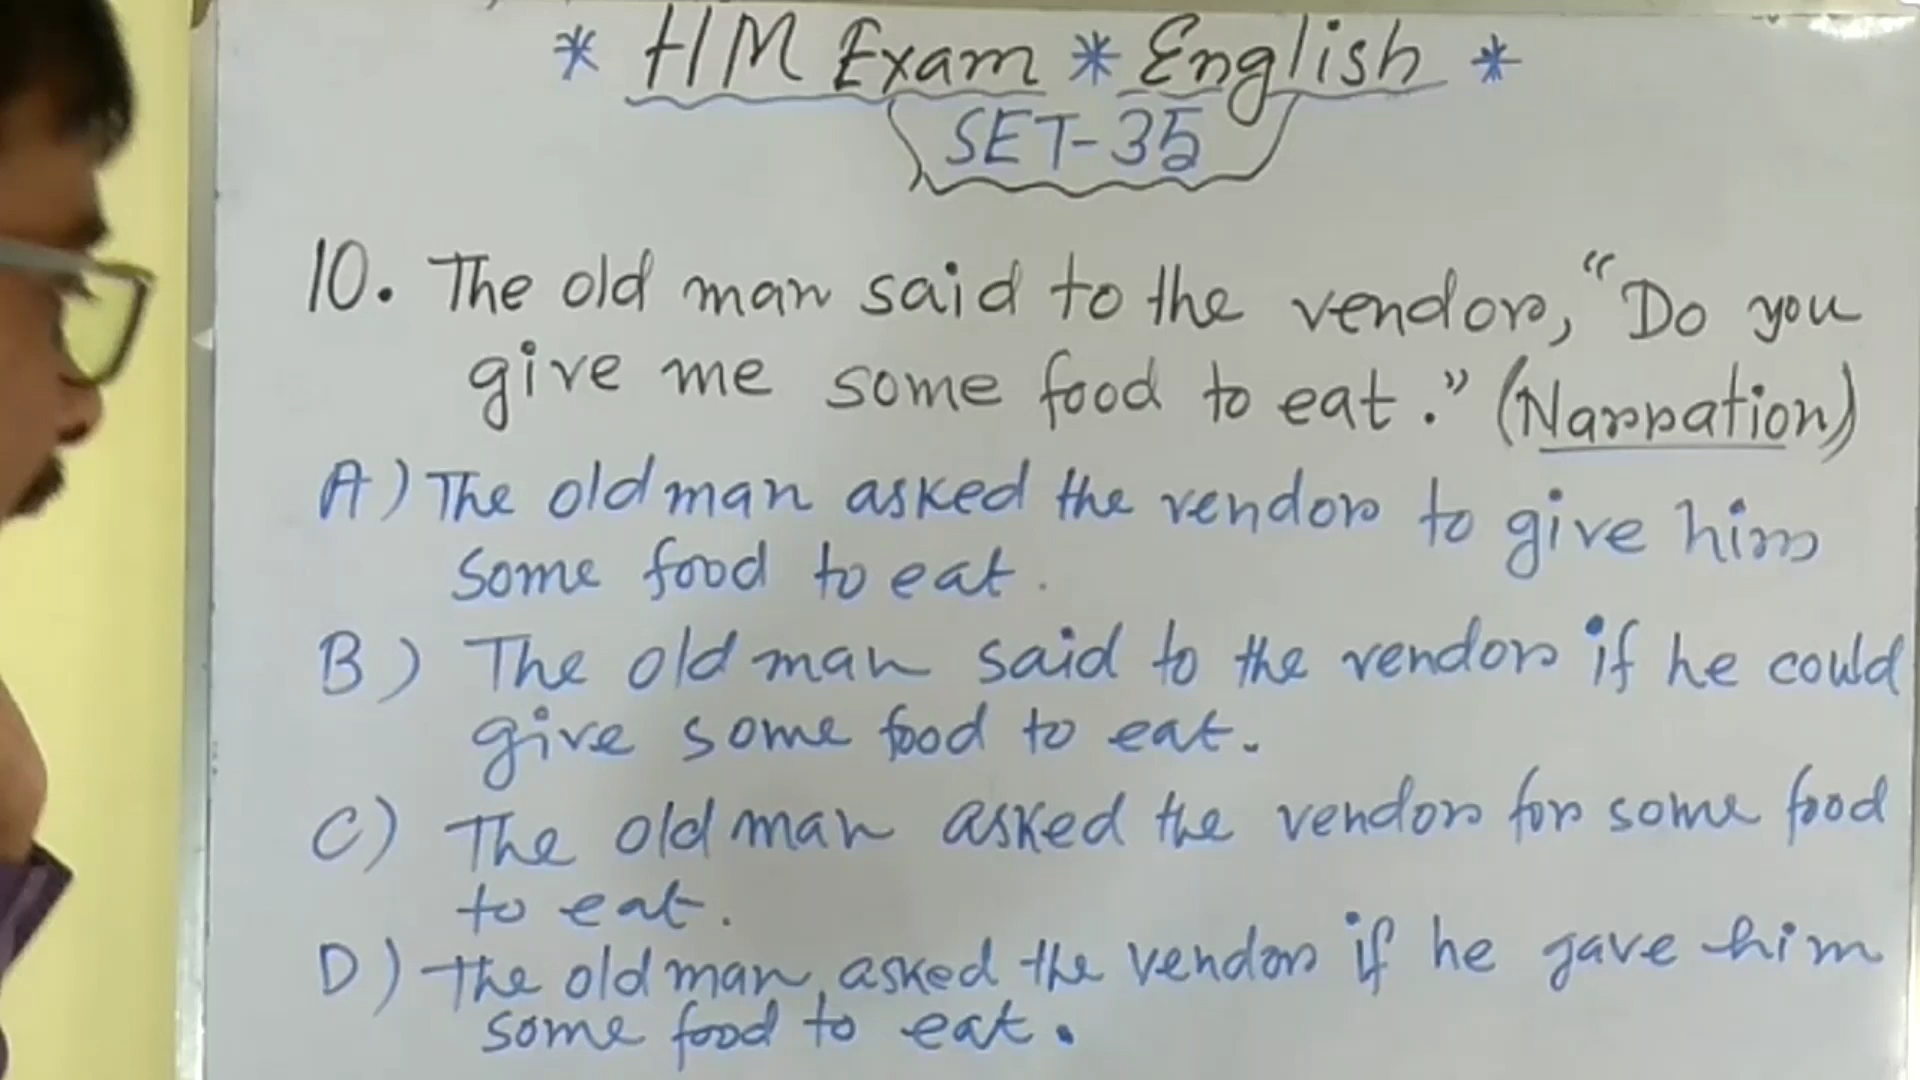 * HM Exam * English *
SET-35
10. The old man said to the vendor, "Do you
give me some food to eat." (Narration)
A) The old man asked the vendor to give him
some food to eat.
B) The old man said to the vendor if he could
give some food to eat.
C) The old man asked the vendor for some food
to eat.
D) The old man asked the vendor if he gave him
some food to eat.